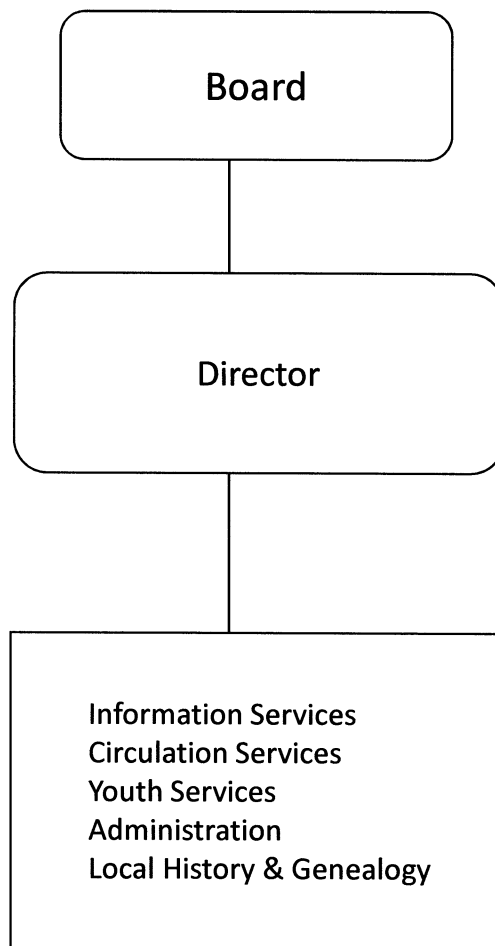 Board
Director
Information Services
Circulation Services
Youth Services
Administration
Local History & Genealogy